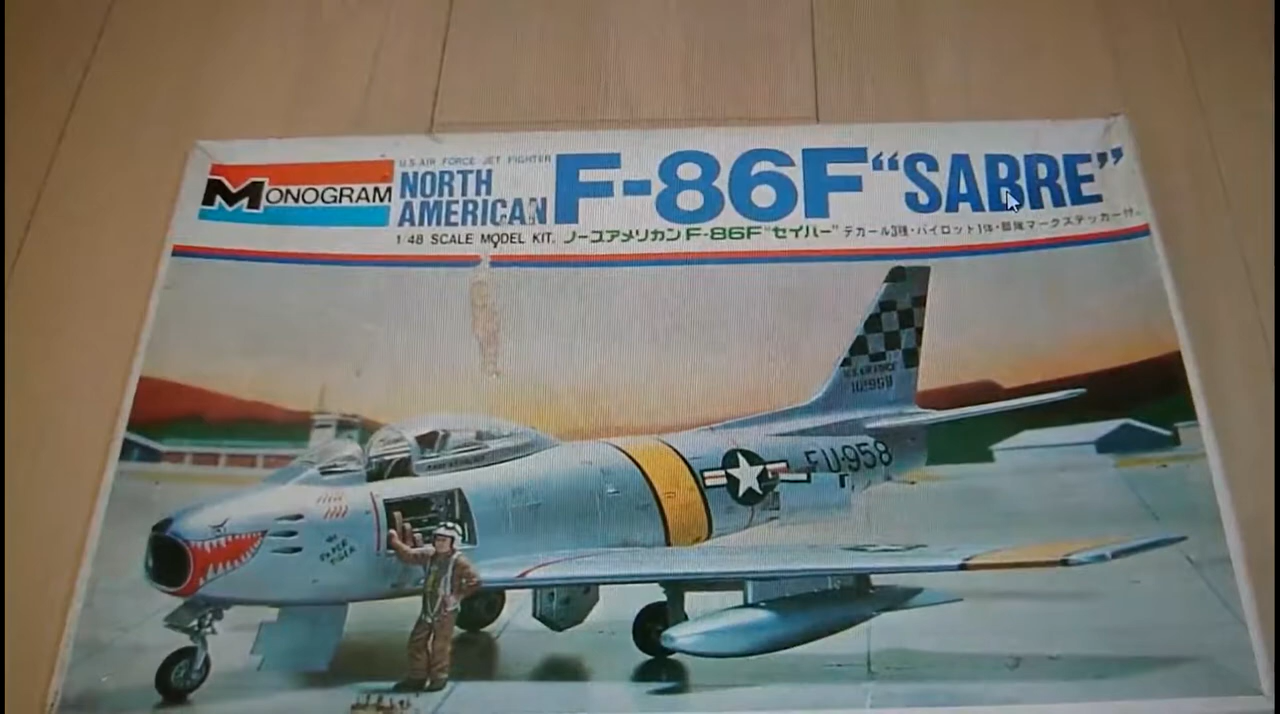 MONOGRAM
U.S. AIR FORCE JET FIGHTER
NORTH
AMERICAN
F-86F "SABRE"
1/48 SCALE MODEL KIT. ノースアメリカン F-86F "セイバー" デカール3種・パイロット1体・部隊マークステッカー付
U.S. AIR FORCE
FU-958